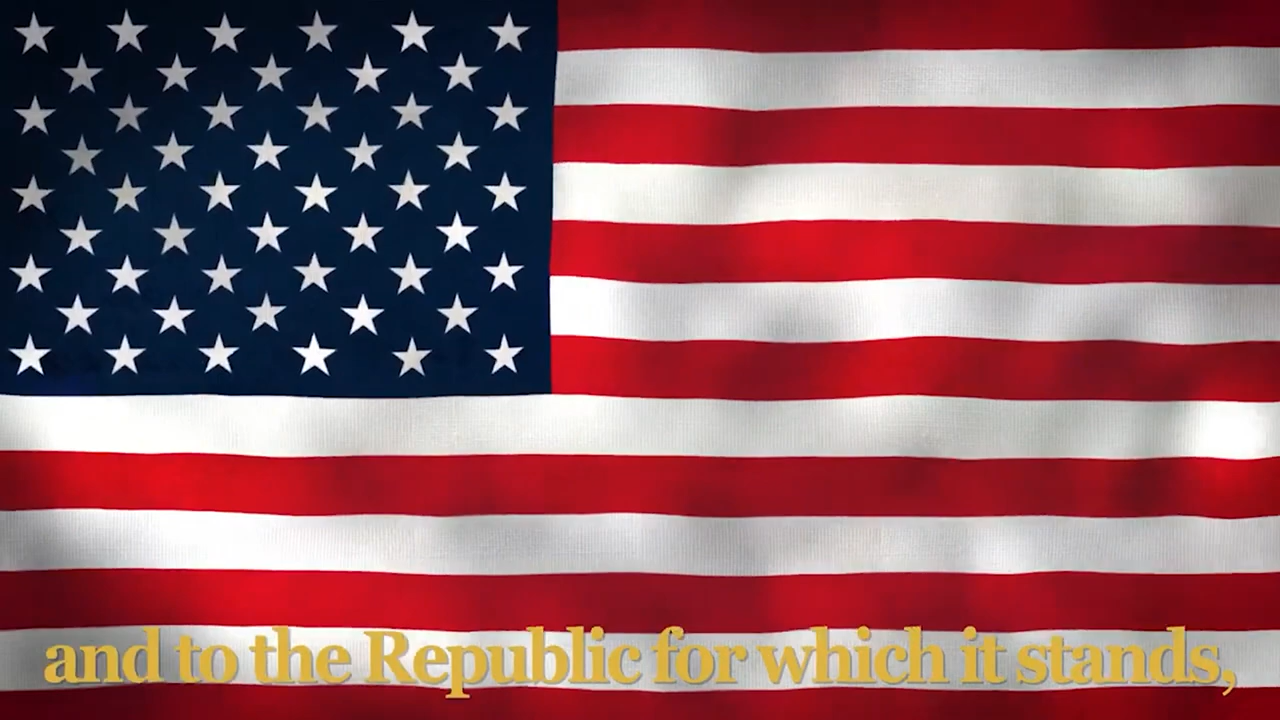 and to the Republic for which it stands,